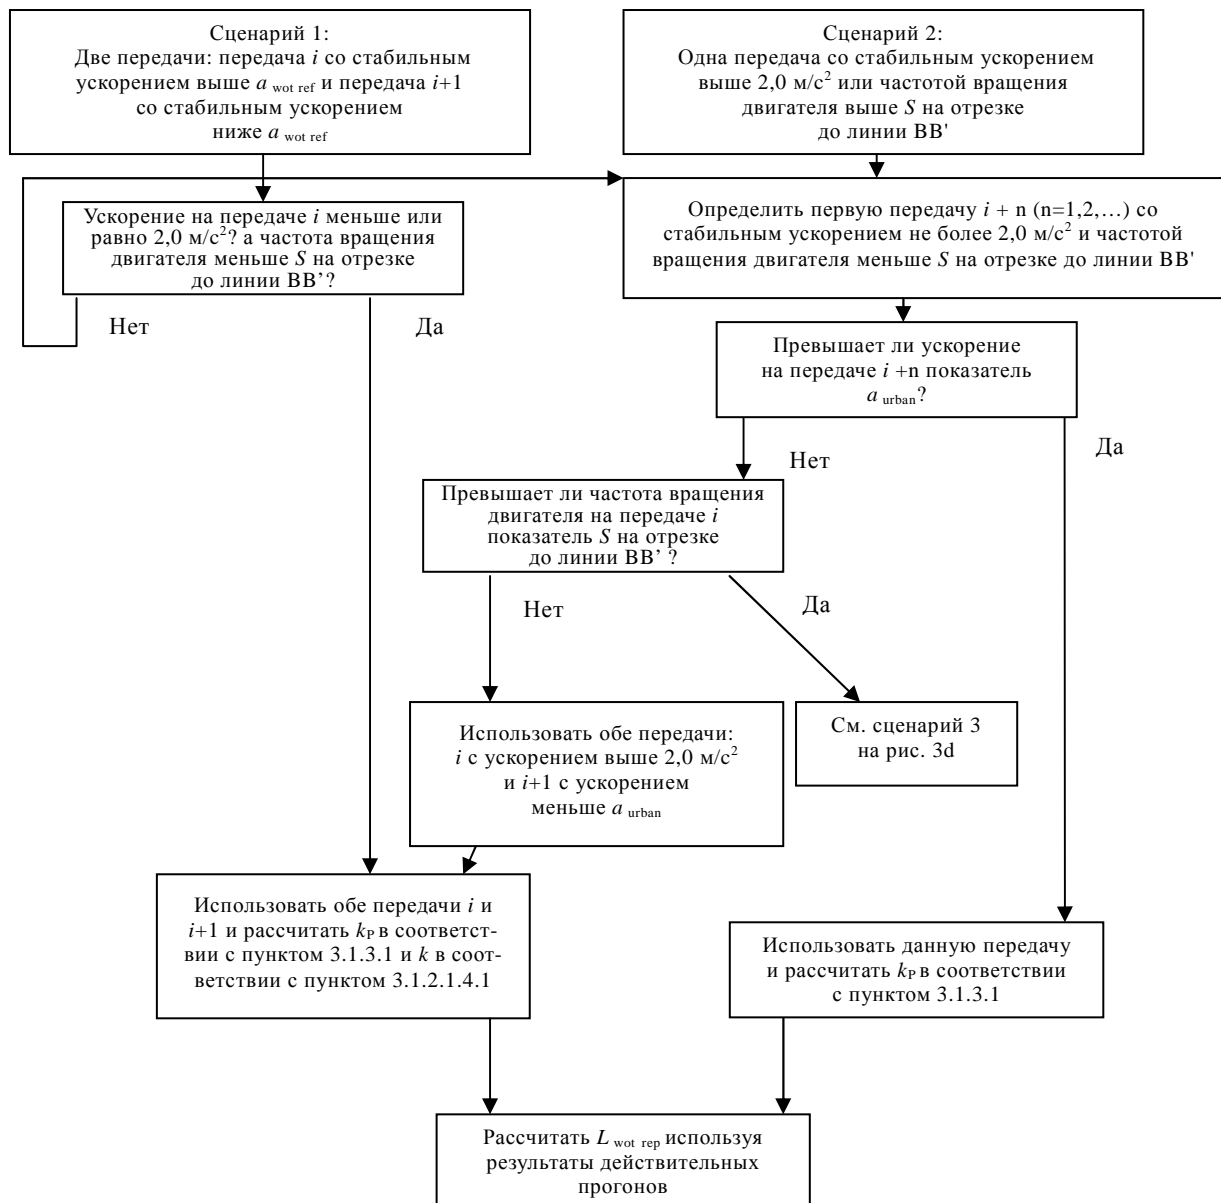 Сценарий 1:
Две передачи: передача i со стабильным
ускорением выше a wot ref и передача i+1
со стабильным ускорением
ниже a wot ref
Сценарий 2:
Одна передача со стабильным ускорением
выше 2,0 м/с² или частотой вращения
двигателя выше S на отрезке
до линии BB'
Ускорение на передаче i меньше или
равно 2,0 м/с²? а частота вращения
двигателя меньше S на отрезке
до линии BB’?
Определить первую передачу i + n (n=1,2,…) со
стабильным ускорением не более 2,0 м/с² и частотой
вращения двигателя меньше S на отрезке до линии BB'
Нет
Да
Превышает ли ускорение
на передаче i +n показатель
a urban?
Нет
Да
Превышает ли частота вращения
двигателя на передаче i
показатель S на отрезке
до линии BB’ ?
Нет
Да
Использовать обе передачи:
i с ускорением выше 2,0 м/с²
и i+1 с ускорением
меньше a urban
См. сценарий 3
на рис. 3d
Использовать обе передачи i и
i+1 и рассчитать kP в соответст-
вии с пунктом 3.1.3.1 и k в соот-
ветствии с пунктом 3.1.2.1.4.1
Использовать данную передачу
и рассчитать kP в соответствии
с пунктом 3.1.3.1
Рассчитать L wot rep используя
результаты действительных
прогонов